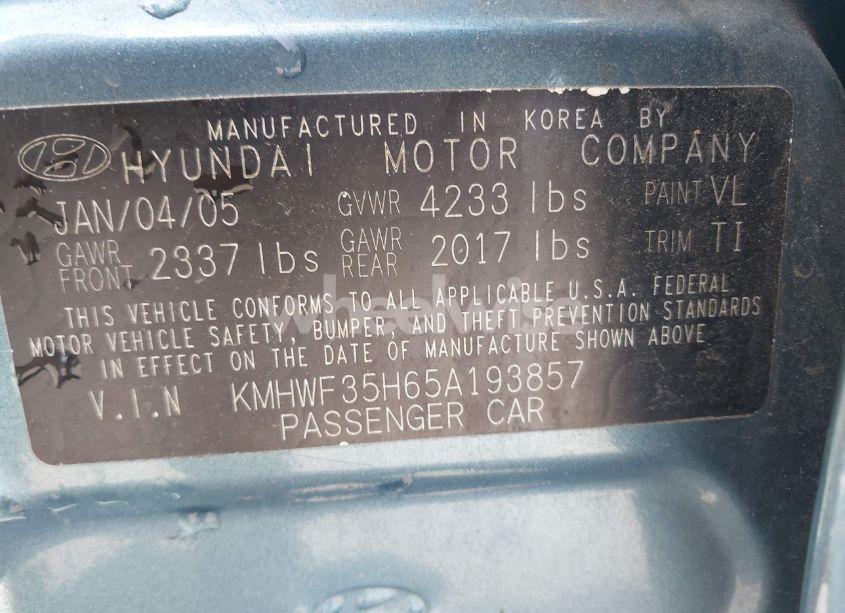 MANUFACTURED IN KOREA BY
HYUNDAI MOTOR COMPANY
JAN/04/05 GVWR 4233 lbs PAINT VL
GAWR FRONT 2337 lbs GAWR REAR 2017 lbs TRIM TI
THIS VEHICLE CONFORMS TO ALL APPLICABLE U.S.A. FEDERAL
MOTOR VEHICLE SAFETY, BUMPER, AND THEFT PREVENTION STANDARDS
IN EFFECT ON THE DATE OF MANUFACTURE SHOWN ABOVE
V.I.N KMHWF35H65A193857
PASSENGER CAR